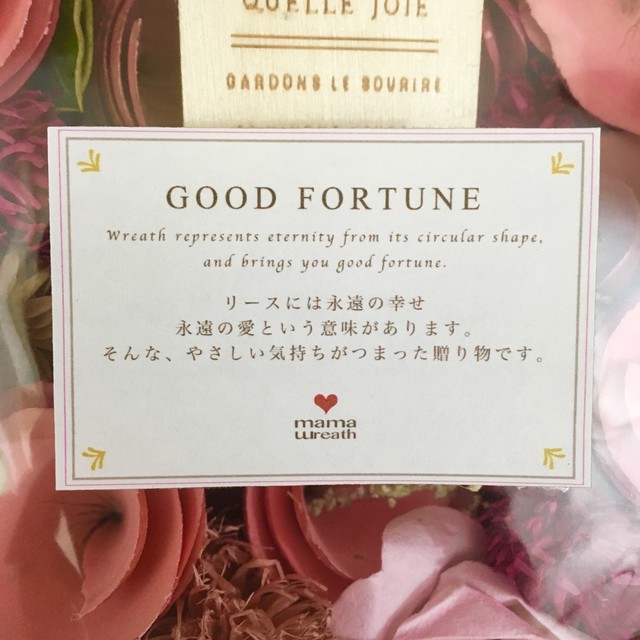 QUELLE JOIE
GARDONS LE SOURIRE
GOOD FORTUNE
Wreath represents eternity from its circular shape,
and brings you good fortune.
リースには永遠の幸せ
永遠の愛という意味があります。
そんな、やさしい気持ちがつまった贈り物です。
mama
wreath